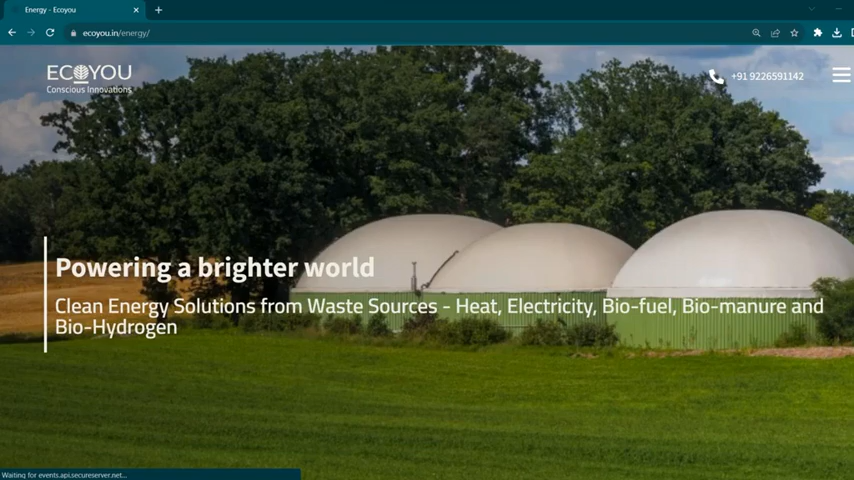 Energy - Ecoyou
ecoyou.in/energy/
ECOYOU
Conscious Innovations
+91 9226591142
Powering a brighter world
Clean Energy Solutions from Waste Sources - Heat, Electricity, Bio-fuel, Bio-manure and
Bio-Hydrogen
Waiting for events.api.secureserver.net...